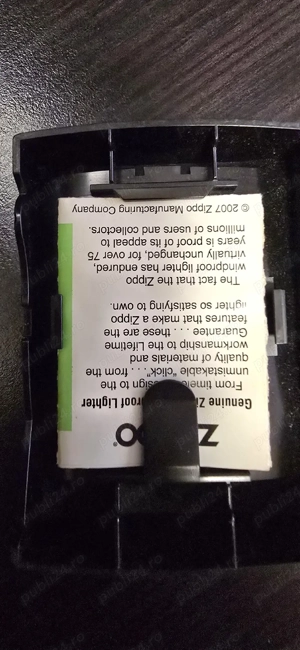 Genuine Zi proof Lighter
From timeless design to the
unmistakable "click". . . from the
quality of materials and
workmanship to the Lifetime
Guarantee . . . these are the
features that make a Zippo
lighter so satisfying to own.
The fact that the Zippo
windproof lighter has endured,
virtually unchanged, for over 75
years is proof of its appeal to
millions of users and collectors.
© 2007 Zippo Manufacturing Company